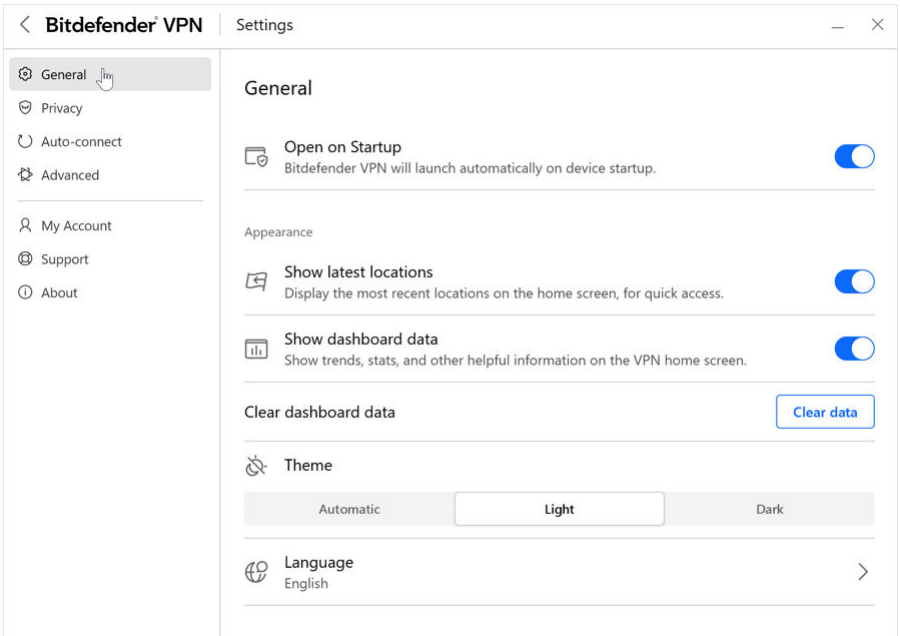 Bitdefender VPN
Settings
General
Privacy
Auto-connect
Advanced
My Account
Support
About
General
Open on Startup
Bitdefender VPN will launch automatically on device startup.
Appearance
Show latest locations
Display the most recent locations on the home screen, for quick access.
Show dashboard data
Show trends, stats, and other helpful information on the VPN home screen.
Clear dashboard data
Clear data
Theme
Automatic
Light
Dark
Language
English